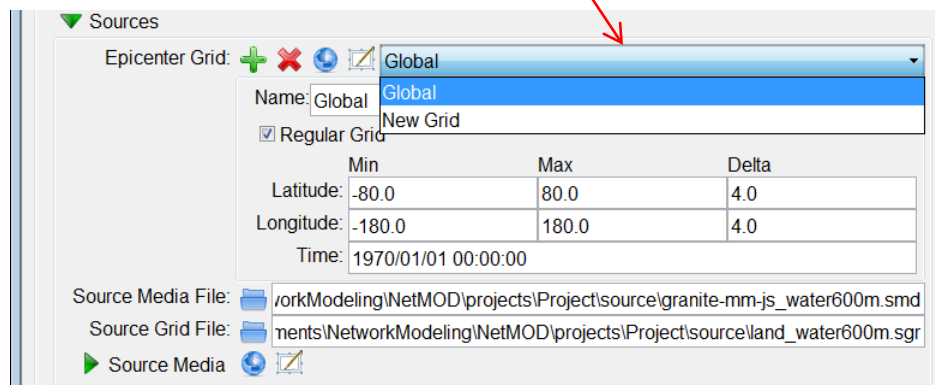 Sources
Epicenter Grid: Global
Global
New Grid
Name: Global
Regular Grid
Min Max Delta
Latitude: -80.0 80.0 4.0
Longitude: -180.0 180.0 4.0
Time: 1970/01/01 00:00:00
Source Media File: /orkModeling\NetMOD\projects\Project\source\granite-mm-js_water600m.smd
Source Grid File: ments\NetworkModeling\NetMOD\projects\Project\source\land_water600m.sgr
Source Media